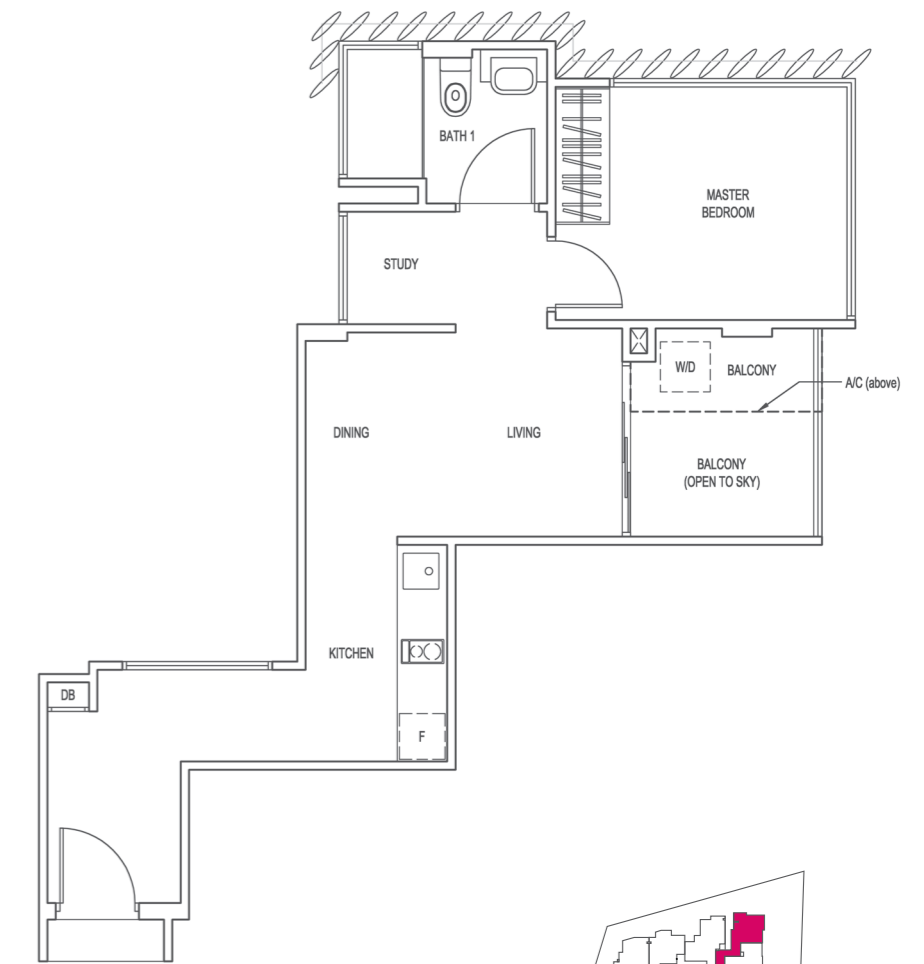 BATH 1
MASTER
BEDROOM
STUDY
W/D
BALCONY
A/C (above)
DINING
LIVING
BALCONY
(OPEN TO SKY)
KITCHEN
DB
F